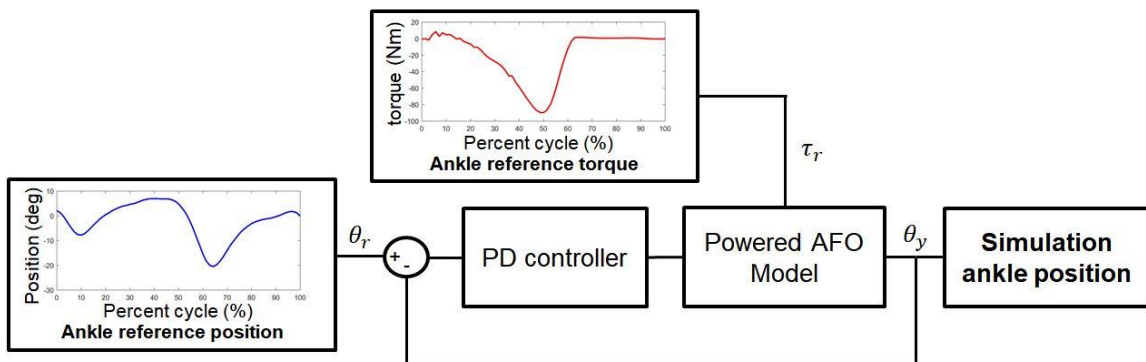 20
0
-20
-40
-60
-80
-100
torque (Nm)
0 10 20 30 40 50 60 70 80 90 100
Percent cycle (%)
Ankle reference torque
τᵣ
10
0
-10
-20
-30
Position (deg)
0 10 20 30 40 50 60 70 80 90 100
Percent cycle (%)
Ankle reference position
θᵣ
+
-
PD controller
Powered AFO
Model
θ_y
Simulation
ankle position